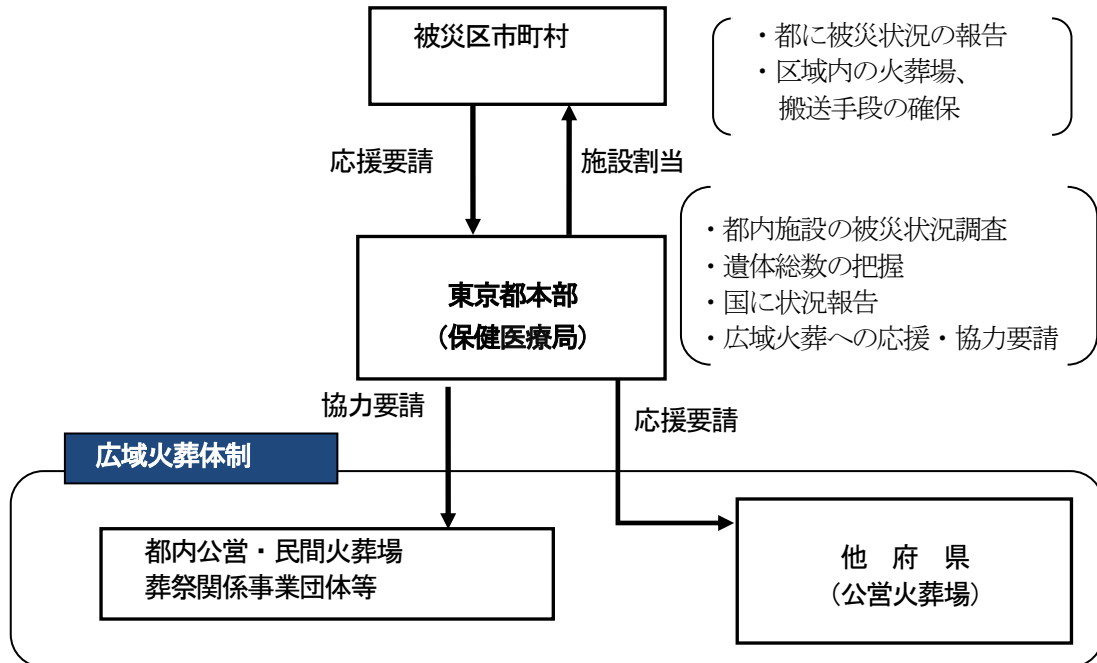 被災区市町村
・都に被災状況の報告
・区域内の火葬場、
搬送手段の確保
応援要請
施設割当
東京都本部
（保健医療局）
・都内施設の被災状況調査
・遺体総数の把握
・国に状況報告
・広域火葬への応援・協力要請
協力要請
応援要請
広域火葬体制
都内公営・民間火葬場
葬祭関係事業団体等
他　府　県
（公営火葬場）